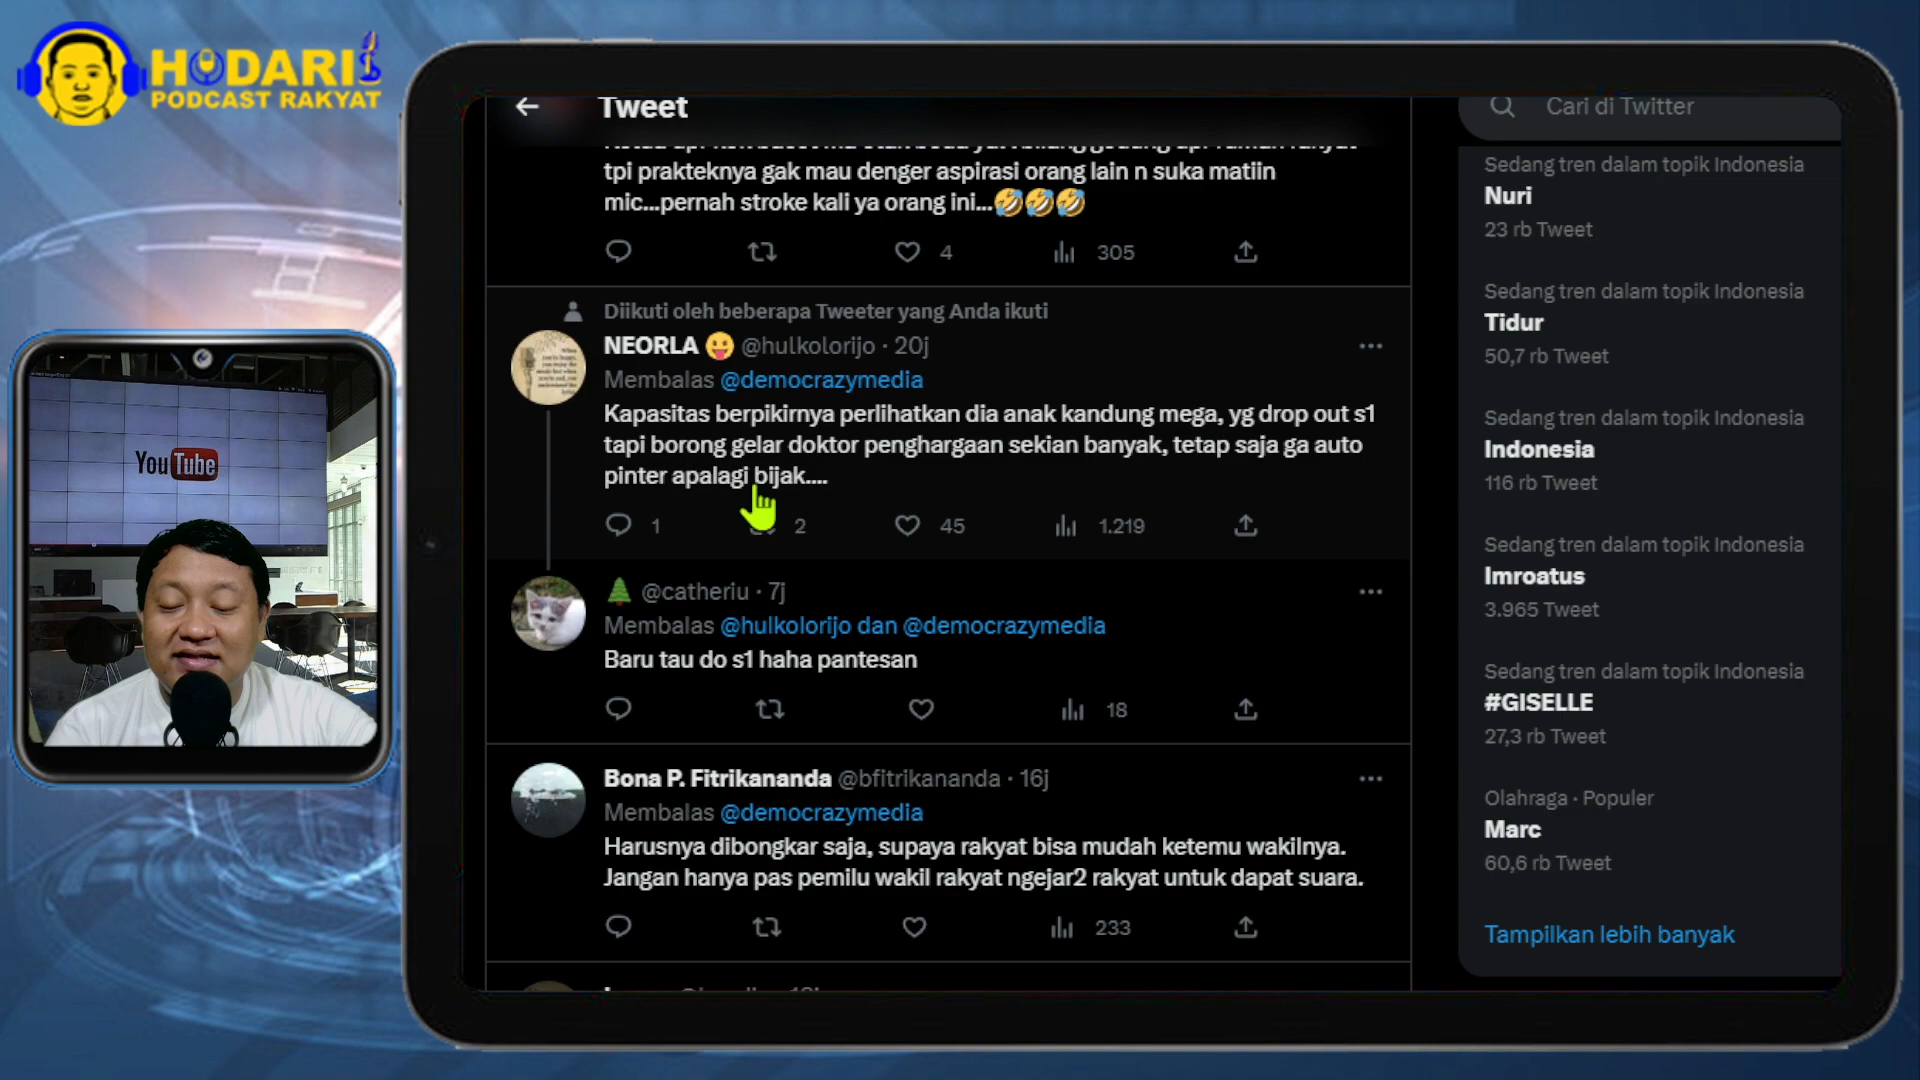 HODARI
PODCAST RAKYAT
YouTube
Tweet
tpi prakteknya gak mau denger aspirasi orang lain n suka matiin
mic...pernah stroke kali ya orang ini...🤣🤣🤣
4
305
Diikuti oleh beberapa Tweeter yang Anda ikuti
NEORLA 😛 @hulkolorijo · 20j
Membalas @democrazymedia
Kapasitas berpikirnya perlihatkan dia anak kandung mega, yg drop out s1
tapi borong gelar doktor penghargaan sekian banyak, tetap saja ga auto
pinter apalagi bijak....
1
2
45
1.219
🌲 @catheriu · 7j
Membalas @hulkolorijo dan @democrazymedia
Baru tau do s1 haha pantesan
18
Bona P. Fitrikananda @bfitrikananda · 16j
Membalas @democrazymedia
Harusnya dibongkar saja, supaya rakyat bisa mudah ketemu wakilnya.
Jangan hanya pas pemilu wakil rakyat ngejar2 rakyat untuk dapat suara.
233
Cari di Twitter
Sedang tren dalam topik Indonesia
Nuri
23 rb Tweet
Sedang tren dalam topik Indonesia
Tidur
50,7 rb Tweet
Sedang tren dalam topik Indonesia
Indonesia
116 rb Tweet
Sedang tren dalam topik Indonesia
Imroatus
3.965 Tweet
Sedang tren dalam topik Indonesia
#GISELLE
27,3 rb Tweet
Olahraga · Populer
Marc
60,6 rb Tweet
Tampilkan lebih banyak